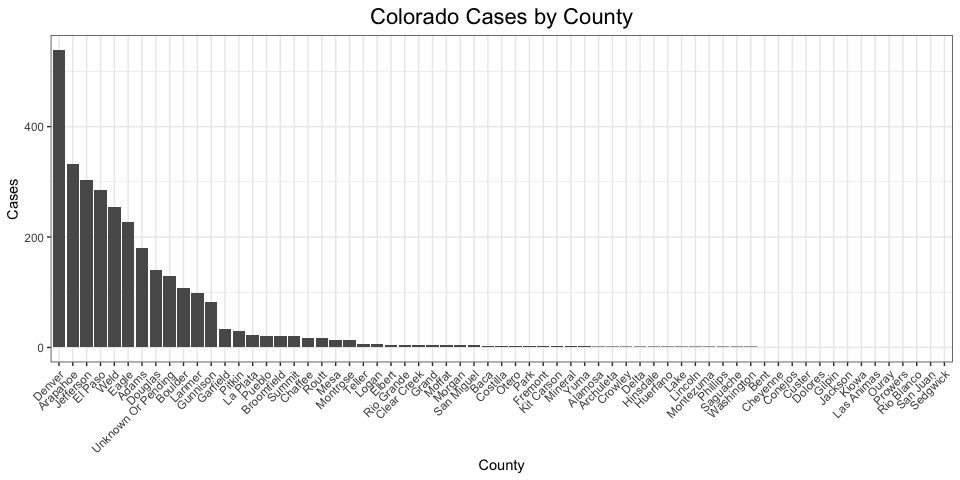 Colorado Cases by County
Cases
400
200
0
Denver
Arapahoe
Jefferson
El Paso
Weld
Eagle
Adams
Douglas
Unknown Or Pending
Boulder
Larimer
Gunnison
Garfield
Pitkin
La Plata
Pueblo
Broomfield
Summit
Chaffee
Routt
Mesa
Montrose
Teller
Logan
Elbert
Rio Grande
Clear Creek
Grand
Moffat
Morgan
San Miguel
Baca
Costilla
Otero
Park
Fremont
Kit Carson
Mineral
Yuma
Alamosa
Archuleta
Crowley
Delta
Hinsdale
Huerfano
Lake
Lincoln
Montezuma
Phillips
Saguache
Washington
Bent
Cheyenne
Conejos
Custer
Dolores
Gilpin
Jackson
Kiowa
Las Animas
Ouray
Prowers
Rio Blanco
San Juan
Sedgwick
County